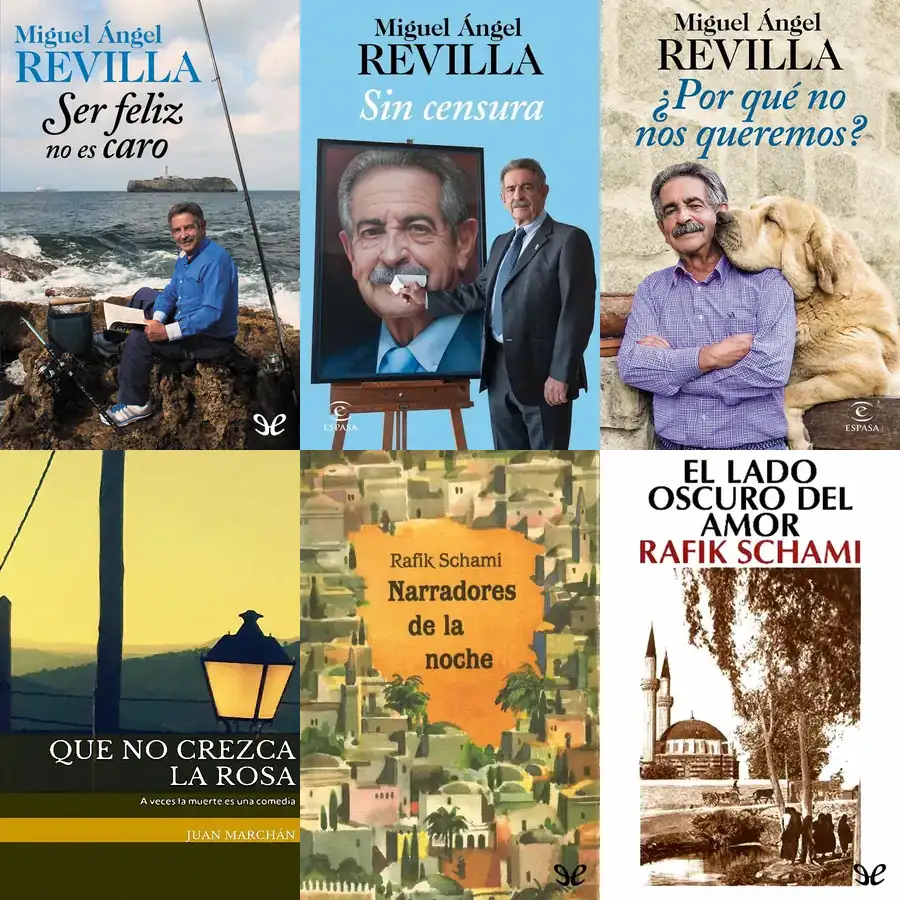 Miguel Ángel
REVILLA
Ser feliz
no es caro
Miguel Ángel
REVILLA
Sin censura
e
ESPASA
Miguel Ángel
REVILLA
¿Por qué no
nos queremos?
e
ESPASA
QUE NO CREZCA
LA ROSA
A veces la muerte es una comedia
JUAN MARCHÁN
Rafik Schami
Narradores
de la
noche
EL LADO
OSCURO DEL
AMOR
RAFIK SCHAMI